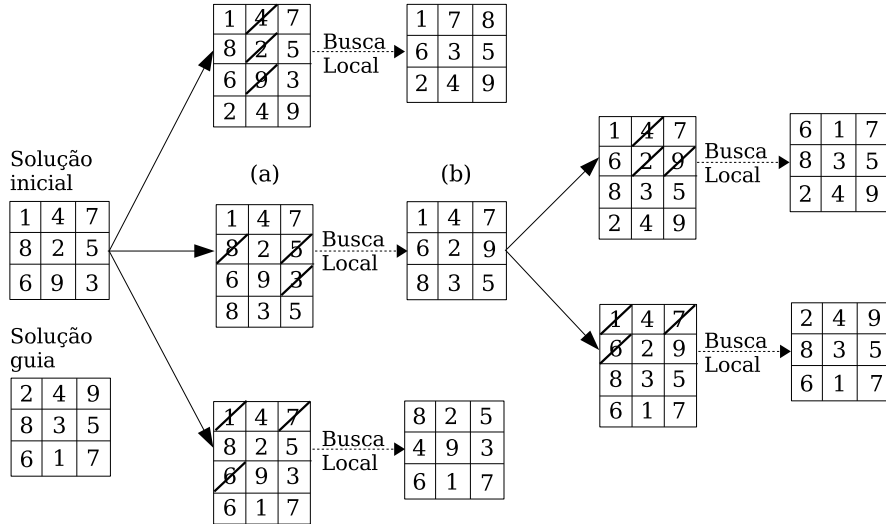 Solução
inicial
1 4 7
8 2 5
6 9 3
Solução
guia
2 4 9
8 3 5
6 1 7
1 4 7
8 2 5
6 9 3
2 4 9
Busca
Local
1 7 8
6 3 5
2 4 9
(a)
(b)
1 4 7
8 2 5
6 9 3
8 3 5
Busca
Local
1 4 7
6 2 9
8 3 5
1 4 7
8 2 5
6 9 3
6 1 7
Busca
Local
8 2 5
4 9 3
6 1 7
1 4 7
6 2 9
8 3 5
2 4 9
Busca
Local
6 1 7
8 3 5
2 4 9
1 4 7
6 2 9
8 3 5
6 1 7
Busca
Local
2 4 9
8 3 5
6 1 7